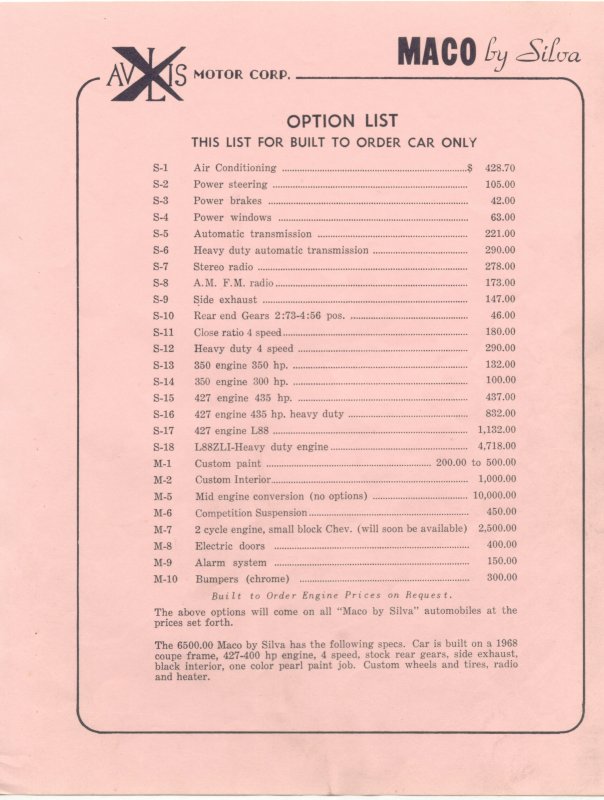 MACO by Silva
AVLIS MOTOR CORP.
OPTION LIST
THIS LIST FOR BUILT TO ORDER CAR ONLY
S-1 Air Conditioning ........ $ 428.70
S-2 Power steering ........ 105.00
S-3 Power brakes ........ 42.00
S-4 Power windows ........ 63.00
S-5 Automatic transmission ........ 221.00
S-6 Heavy duty automatic transmission ........ 290.00
S-7 Stereo radio ........ 278.00
S-8 A.M. F.M. radio ........ 173.00
S-9 Side exhaust ........ 147.00
S-10 Rear end Gears 2:73-4:56 pos. ........ 46.00
S-11 Close ratio 4 speed ........ 180.00
S-12 Heavy duty 4 speed ........ 290.00
S-13 350 engine 350 hp. ........ 132.00
S-14 350 engine 300 hp. ........ 100.00
S-15 427 engine 435 hp. ........ 437.00
S-16 427 engine 435 hp. heavy duty ........ 832.00
S-17 427 engine L88 ........ 1,132.00
S-18 L88ZLI-Heavy duty engine ........ 4,718.00
M-1 Custom paint ........ 200.00 to 500.00
M-2 Custom Interior ........ 1,000.00
M-5 Mid engine conversion (no options) ........ 10,000.00
M-6 Competition Suspension ........ 450.00
M-7 2 cycle engine, small block Chev. (will soon be available) 2,500.00
M-8 Electric doors ........ 400.00
M-9 Alarm system ........ 150.00
M-10 Bumpers (chrome) ........ 300.00
Built to Order Engine Prices on Request.
The above options will come on all "Maco by Silva" automobiles at the
prices set forth.
The 6500.00 Maco by Silva has the following specs. Car is built on a 1968
coupe frame, 427-400 hp engine, 4 speed, stock rear gears, side exhaust,
black interior, one color pearl paint job. Custom wheels and tires, radio
and heater.